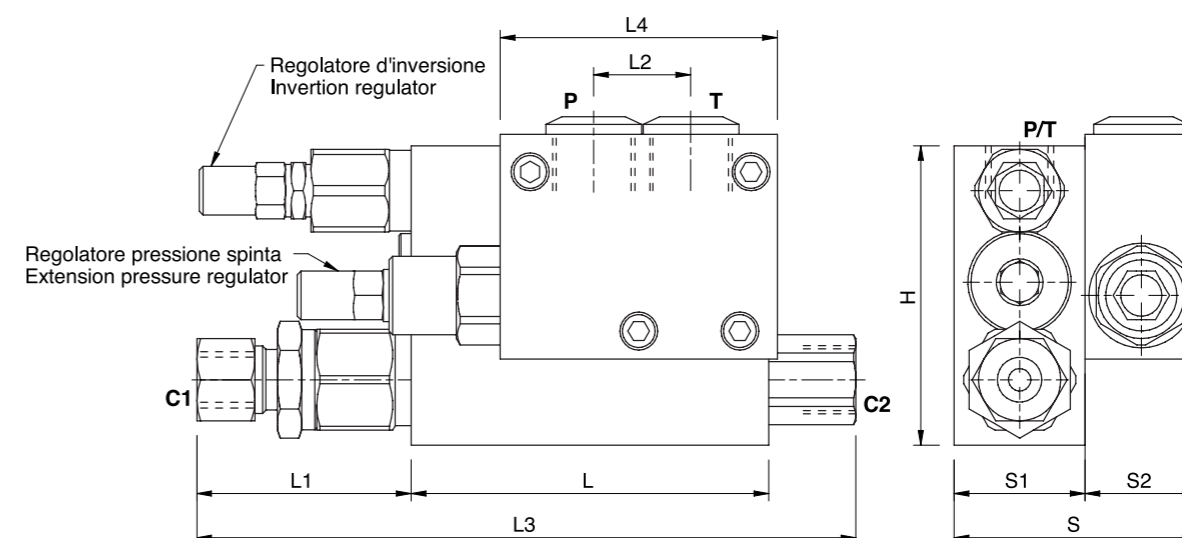 L4
L2
Regolatore d'inversione
Invertion regulator
P
T
P/T
Regolatore pressione spinta
Extension pressure regulator
H
C1
C2
L1
L
S1
S2
L3
S